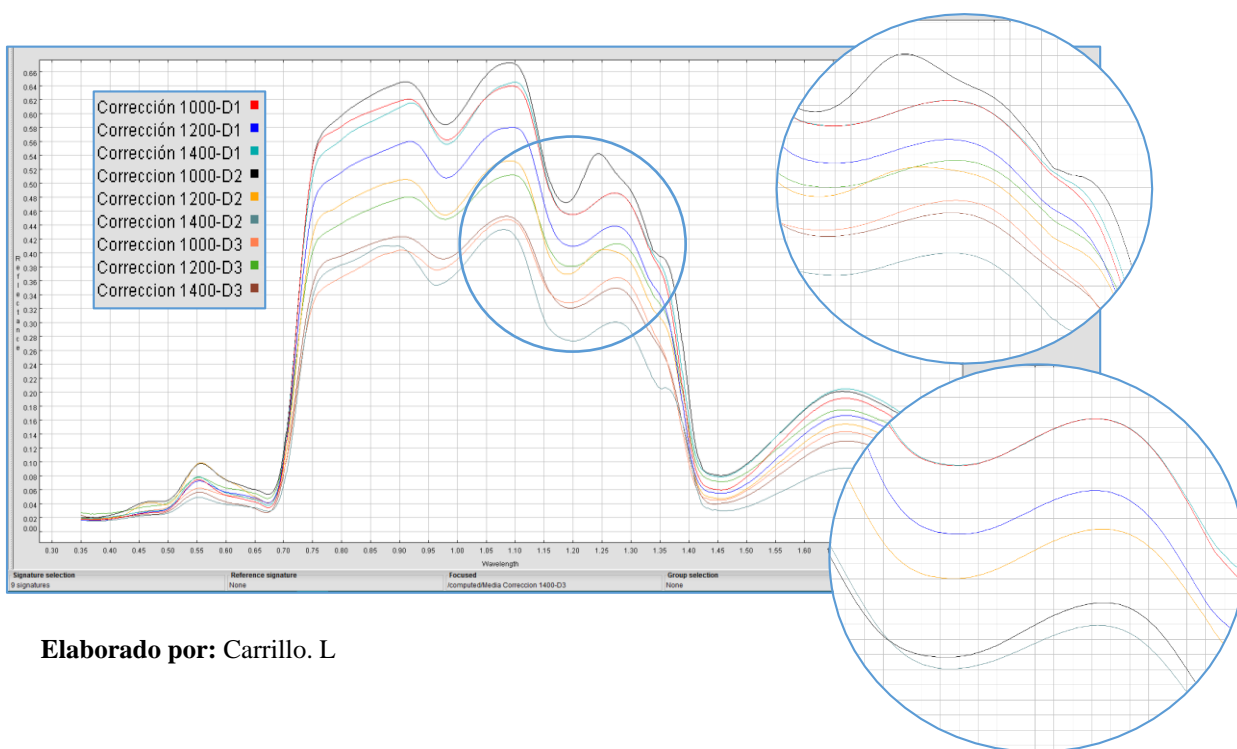 0.66
0.64
0.62
0.60
0.58
0.56
0.54
0.52
0.50
0.48
0.46
0.44
0.42
0.40
0.38
0.36
0.34
0.32
0.30
0.28
0.26
0.24
0.22
0.20
0.18
0.16
0.14
0.12
0.10
0.08
0.06
0.04
0.02
0.00
Reflectance
Corrección 1000-D1
Corrección 1200-D1
Corrección 1400-D1
Correccion 1000-D2
Correccion 1200-D2
Correccion 1400-D2
Correccion 1000-D3
Correccion 1200-D3
Correccion 1400-D3
0.30 0.35 0.40 0.45 0.50 0.55 0.60 0.65 0.70 0.75 0.80 0.85 0.90 0.95 1.00 1.05 1.10 1.15 1.20 1.25 1.30 1.35 1.40 1.45 1.50 1.55 1.60
Wavelength
Signature selection Reference signature Focused Group selection
9 signatures None /computed/Media Correccion 1400-D3 None
Elaborado por: Carrillo. L